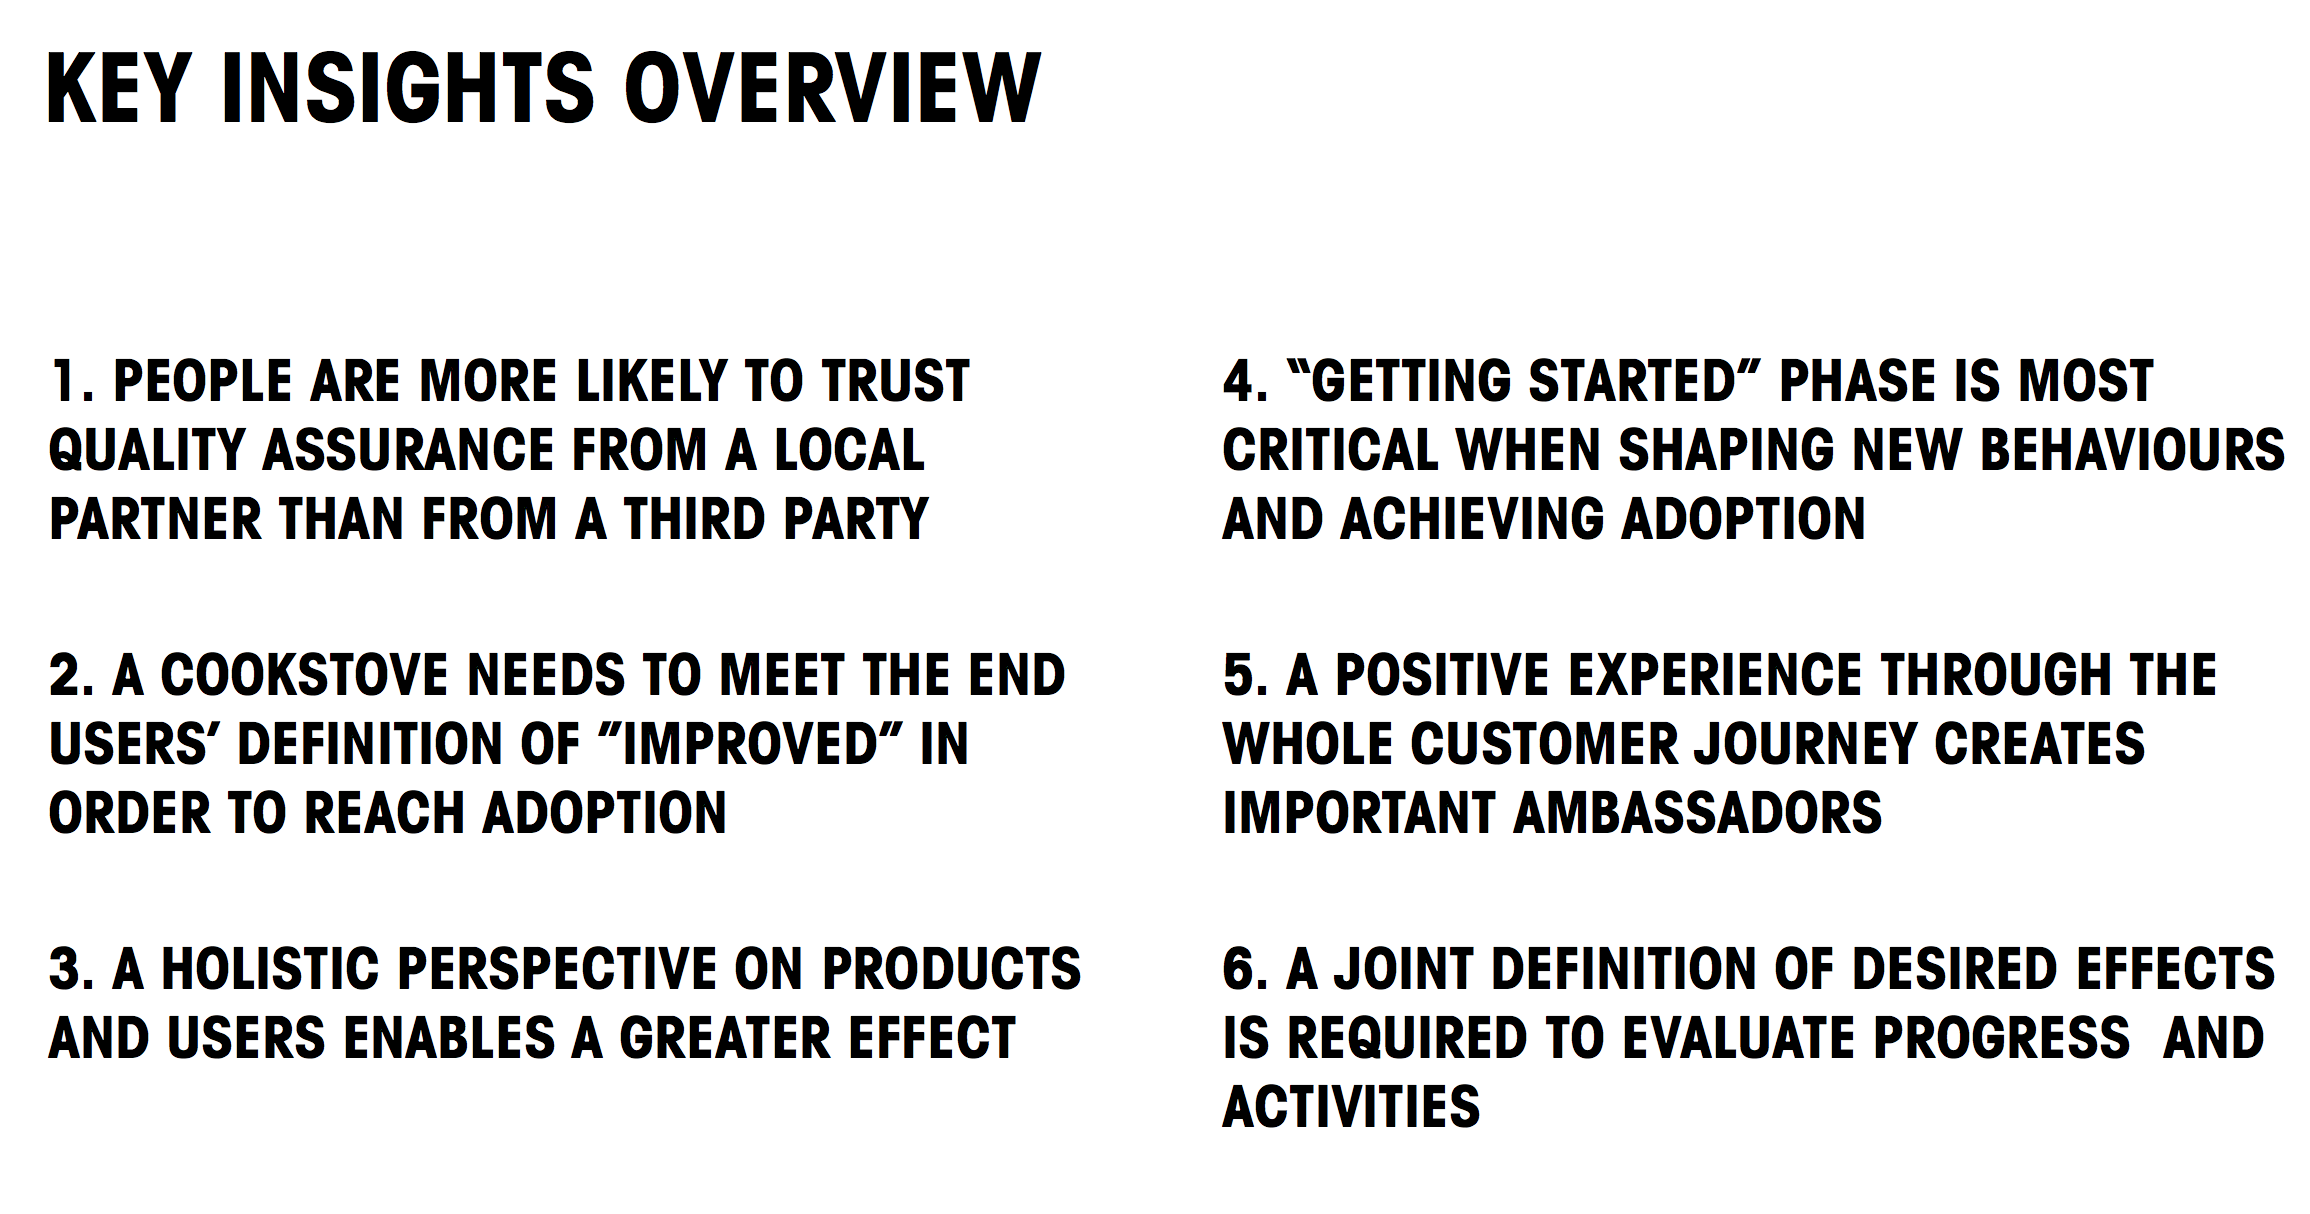 KEY INSIGHTS OVERVIEW
1. PEOPLE ARE MORE LIKELY TO TRUST
QUALITY ASSURANCE FROM A LOCAL
PARTNER THAN FROM A THIRD PARTY
2. A COOKSTOVE NEEDS TO MEET THE END
USERS’ DEFINITION OF ”IMPROVED” IN
ORDER TO REACH ADOPTION
3. A HOLISTIC PERSPECTIVE ON PRODUCTS
AND USERS ENABLES A GREATER EFFECT
4. “GETTING STARTED” PHASE IS MOST
CRITICAL WHEN SHAPING NEW BEHAVIOURS
AND ACHIEVING ADOPTION
5. A POSITIVE EXPERIENCE THROUGH THE
WHOLE CUSTOMER JOURNEY CREATES
IMPORTANT AMBASSADORS
6. A JOINT DEFINITION OF DESIRED EFFECTS
IS REQUIRED TO EVALUATE PROGRESS  AND
ACTIVITIES